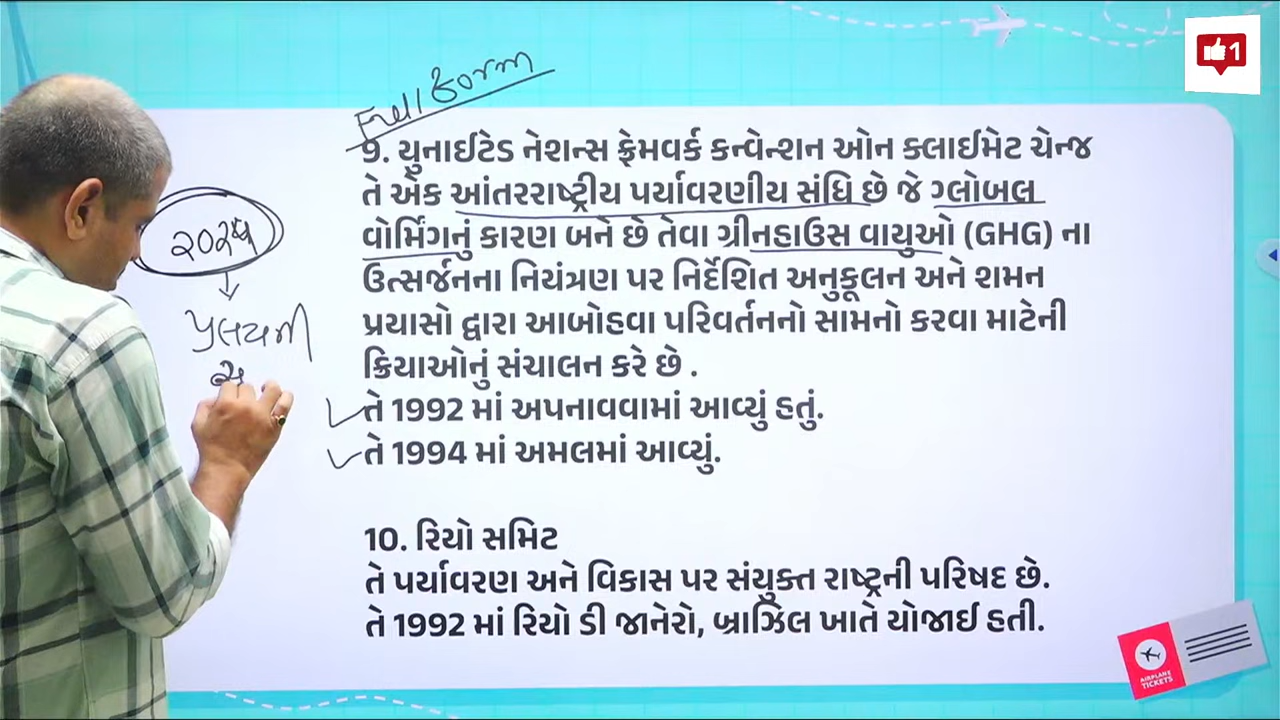 Full form
9. યુનાઈટેડ નેશન્સ ફ્રેમવર્ક કન્વેન્શન ઓન ક્લાઈમેટ ચેન્જ
તે એક આંતરરાષ્ટ્રીય પર્યાવરણીય સંધિ છે જે ગ્લોબલ
વોર્મિંગનું કારણ બને છે તેવા ગ્રીનહાઉસ વાયુઓ (GHG) ના
ઉત્સર્જનના નિયંત્રણ પર નિર્દેશિત અનુકૂલન અને શમન
પ્રયાસો દ્વારા આબોહવા પરિવર્તનનો સામનો કરવા માટેની
ક્રિયાઓનું સંચાલન કરે છે .
તે 1992 માં અપનાવવામાં આવ્યું હતું.
તે 1994 માં અમલમાં આવ્યું.
10. રિયો સમિટ
તે પર્યાવરણ અને વિકાસ પર સંયુક્ત રાષ્ટ્રની પરિષદ છે.
તે 1992 માં રિયો ડી જાનેરો, બ્રાઝિલ ખાતે યોજાઈ હતી.
પ્રલયની
1
AIRPLANE
TICKETS